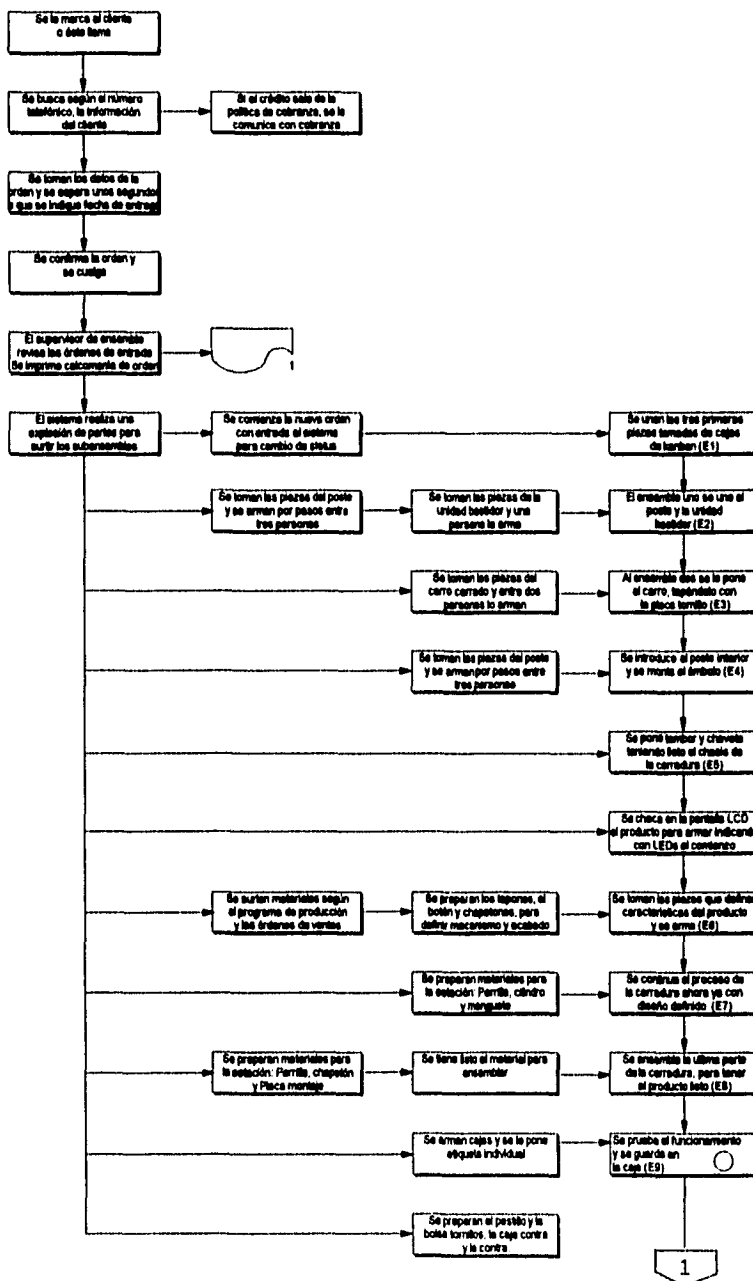 Se le marca al cliente
o éste llama
Se busca según el número
telefónico, la información
del cliente
Si el crédito sale de la
política de cobranza, se le
comunica con cobranza
Se toman los datos de la
orden y se espera unos segundos
a que se indique fecha de entrega
Se confirma la orden y
se cuelga
El supervisor de ensamble
revisa las órdenes de entrada
Se imprime calcomanía de orden
1
El sistema realiza una
explosión de partes para
surtir los subensambles
Se comienza la nueva orden
con entrada al sistema
para cambio de status
Se unen las tres primeras
piezas tomadas de cajas
de kanban (E1)
Se toman las piezas del poste
y se arman por pasos entre
tres personas
Se toman las piezas de la
unidad bastidor y una
persona la arma
El ensamble uno se une al
poste y la unidad
bastidor (E2)
Se toman las piezas del
carro cerrado y entre dos
personas lo arman
Al ensamble dos se le pone
el carro, tapándolo con
la placa tornillo (E3)
Se toman las piezas del poste
y se arman por pasos entre
tres personas
Se introduce el poste interior
y se monta el émbolo (E4)
Se pone tambor y chaveta
teniendo listo el chasis de
la cerradura (E5)
Se checa en la pantalla LCD
el producto para armar indicando
con LEDs el comienzo
Se surten materiales según
el programa de producción
y las órdenes de ventas
Se preparan los tapones, el
botón y chapetones, para
definir mecanismo y acabado
Se toman las piezas que definen
características del producto
y se arma (E6)
Se preparan materiales para
la estación: Perrilla, cilindro
y manguete
Se continua el proceso de
la cerradura ahora ya con
diseño definido (E7)
Se preparan materiales para
la estación: Perrilla, chapetón
y Placa montaje
Se tiene listo el material para
ensamblar
Se ensambla la última parte
de la cerradura, para tener
el producto listo (E8)
Se arman cajas y se le pone
etiqueta individual
Se prueba el funcionamiento
y se guarda en
la caja (E9)
Se preparan el pestillo y la
bolsa tornillos, la caja contra
y la contra
1